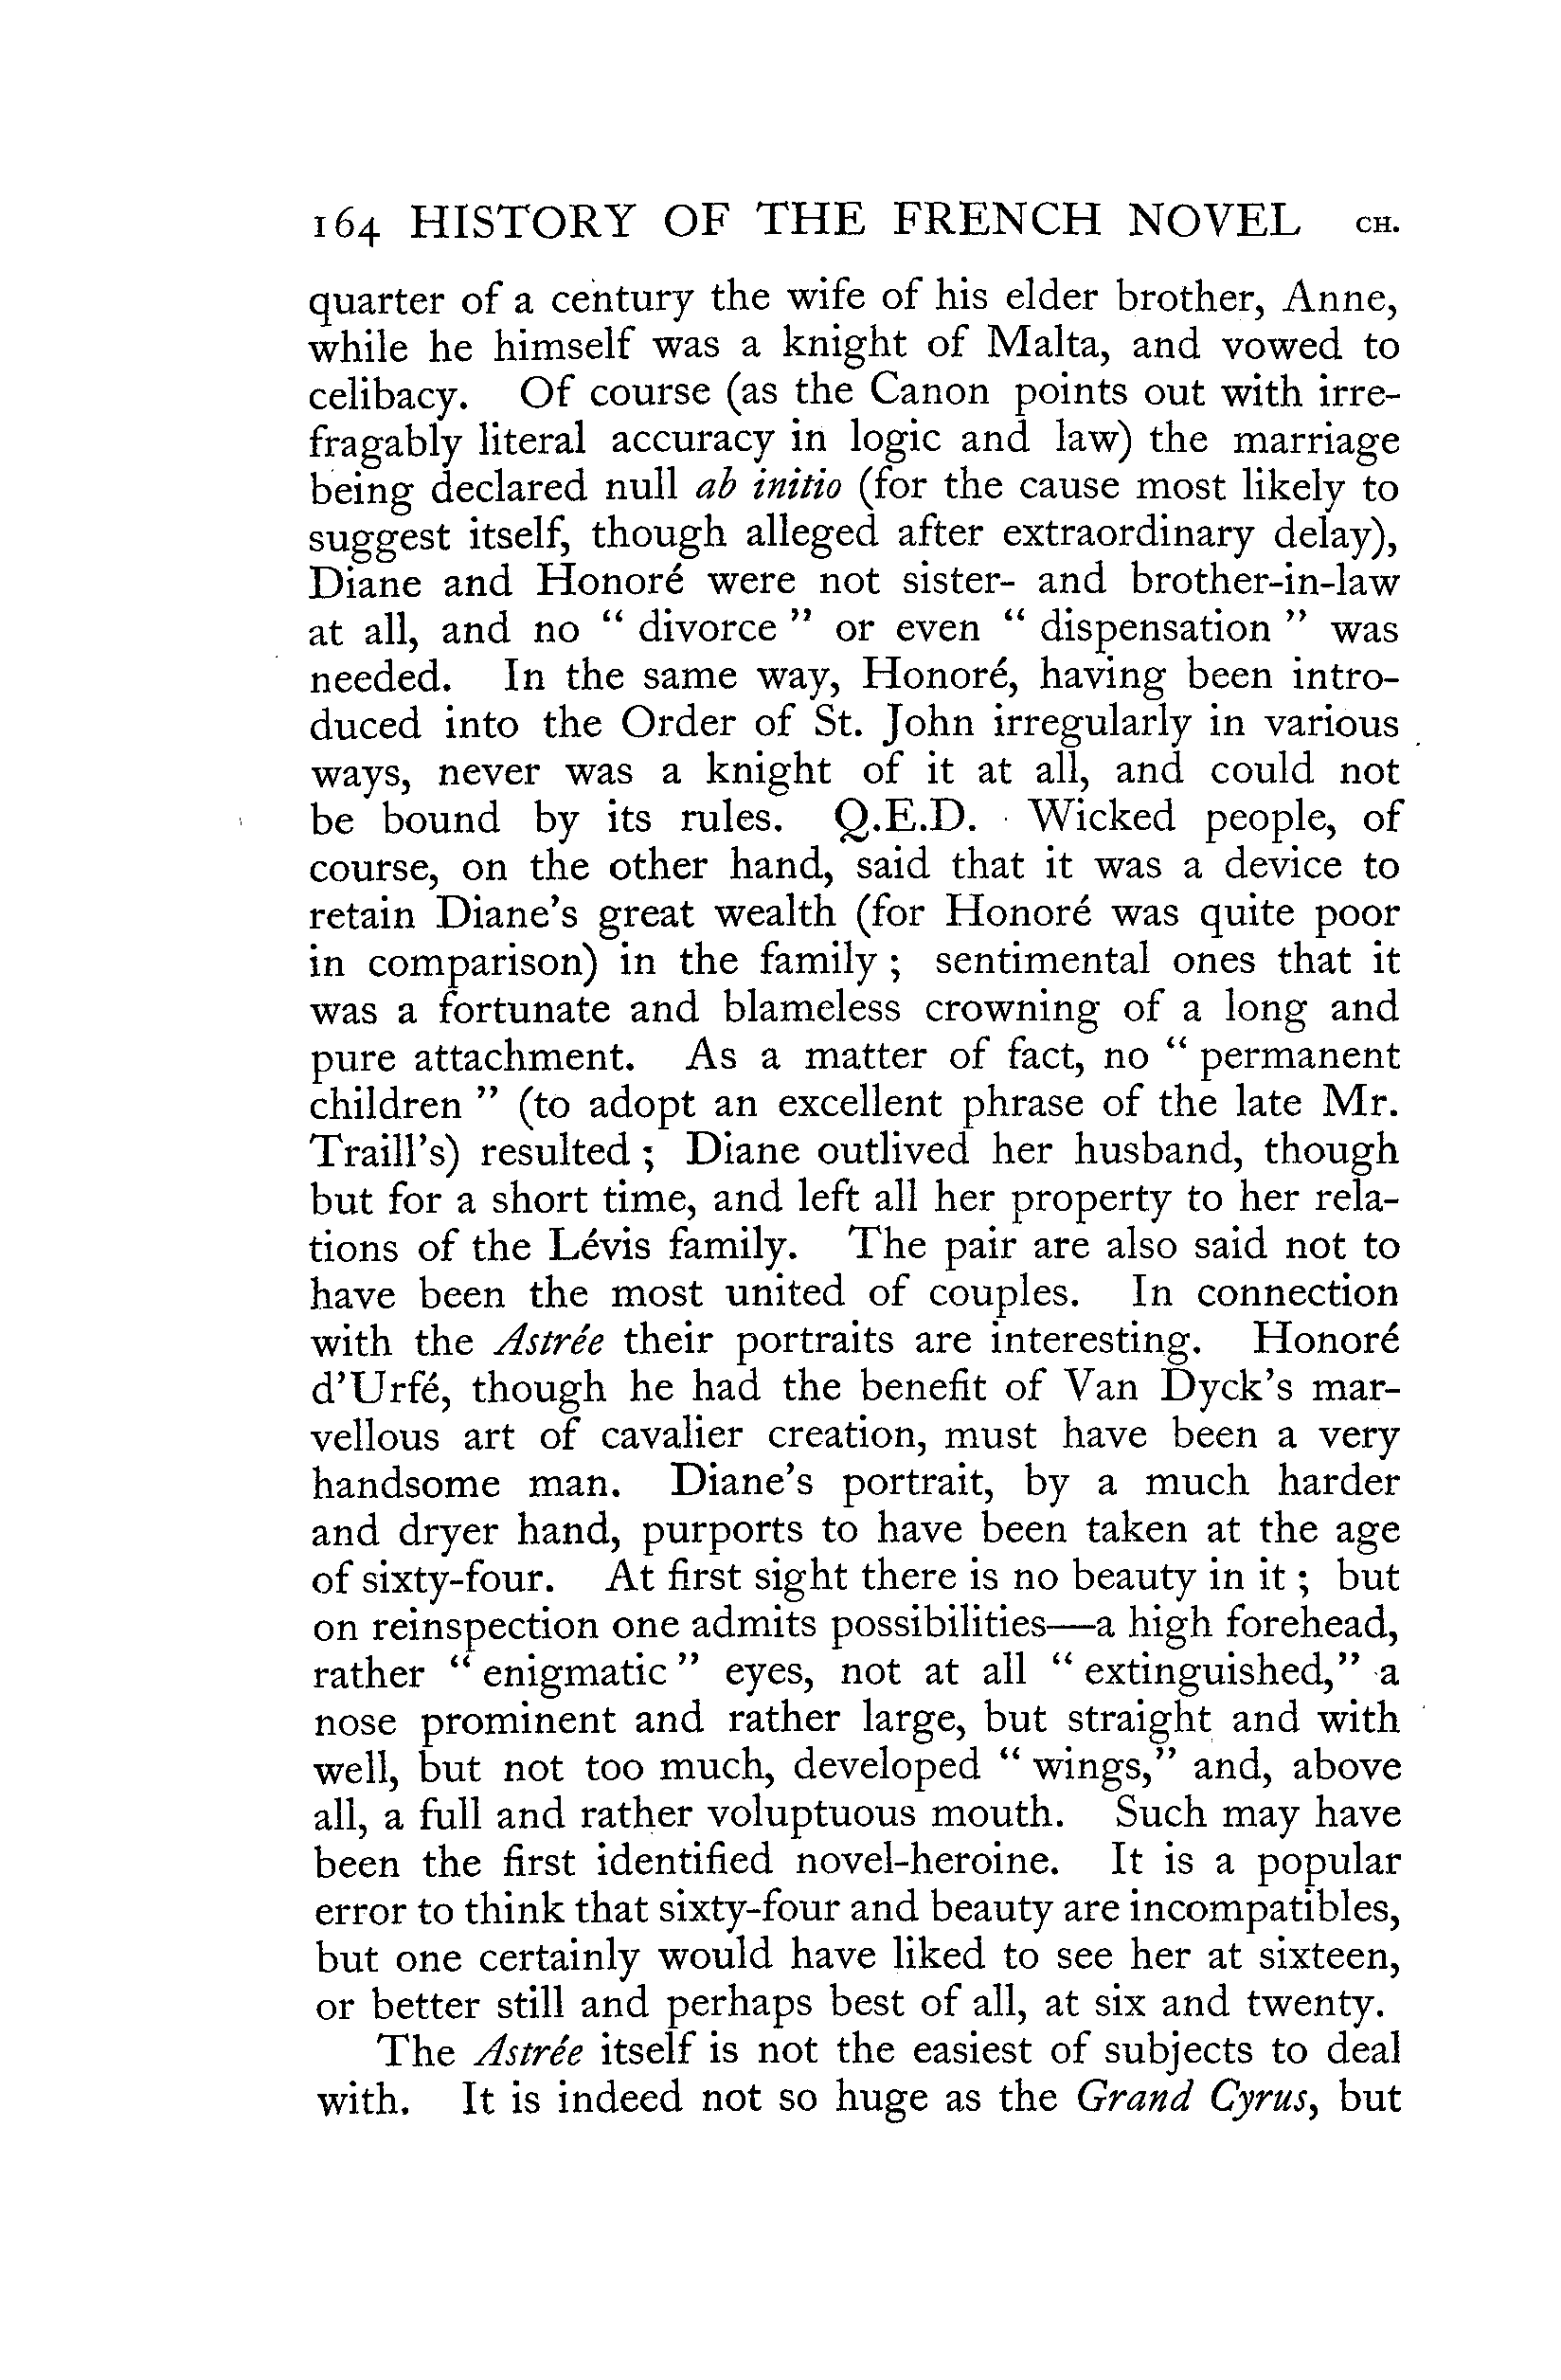 164 HISTORY OF THE FRENCH NOVEL CH.
quarter of a century the wife of his elder brother, Anne,
while he himself was a knight of Malta, and vowed to
celibacy. Of course (as the Canon points out with irre-
fragably literal accuracy in logic and law) the marriage
being declared null ab initio (for the cause most likely to
suggest itself, though alleged after extraordinary delay),
Diane and Honoré were not sister- and brother-in-law
at all, and no “ divorce ” or even “ dispensation ” was
needed. In the same way, Honoré, having been intro-
duced into the Order of St. John irregularly in various
ways, never was a knight of it at all, and could not
be bound by its rules. Q.E.D. Wicked people, of
course, on the other hand, said that it was a device to
retain Diane’s great wealth (for Honoré was quite poor
in comparison) in the family ; sentimental ones that it
was a fortunate and blameless crowning of a long and
pure attachment. As a matter of fact, no “ permanent
children ” (to adopt an excellent phrase of the late Mr.
Traill’s) resulted ; Diane outlived her husband, though
but for a short time, and left all her property to her rela-
tions of the Lévis family. The pair are also said not to
have been the most united of couples. In connection
with the Astrée their portraits are interesting. Honoré
d’Urfé, though he had the benefit of Van Dyck’s mar-
vellous art of cavalier creation, must have been a very
handsome man. Diane’s portrait, by a much harder
and dryer hand, purports to have been taken at the age
of sixty-four. At first sight there is no beauty in it ; but
on reinspection one admits possibilities—a high forehead,
rather “ enigmatic ” eyes, not at all “ extinguished,” a
nose prominent and rather large, but straight and with
well, but not too much, developed “ wings,” and, above
all, a full and rather voluptuous mouth. Such may have
been the first identified novel-heroine. It is a popular
error to think that sixty-four and beauty are incompatibles,
but one certainly would have liked to see her at sixteen,
or better still and perhaps best of all, at six and twenty.
The Astrée itself is not the easiest of subjects to deal
with. It is indeed not so huge as the Grand Cyrus, but